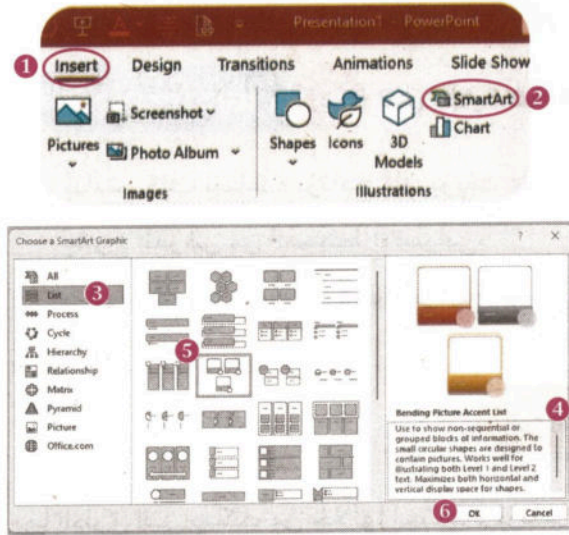 Presentation1 - PowerPoint
1 Insert Design Transitions Animations Slide Show
Screenshot
SmartArt 2
Chart
Pictures
Photo Album
Shapes Icons 3D Models
Images
Illustrations
Choose a SmartArt Graphic ? X
All
List 3
Process
Cycle
Hierarchy
Relationship
Matrix
Pyramid
Picture
Office.com
5
4
Bending Picture Accent List
Use to show non-sequential or
grouped blocks of information. The
small circular shapes are designed to
contain pictures. Works well for
illustrating both Level 1 and Level 2
text. Maximizes both horizontal and
vertical display space for shapes.
6 OK Cancel